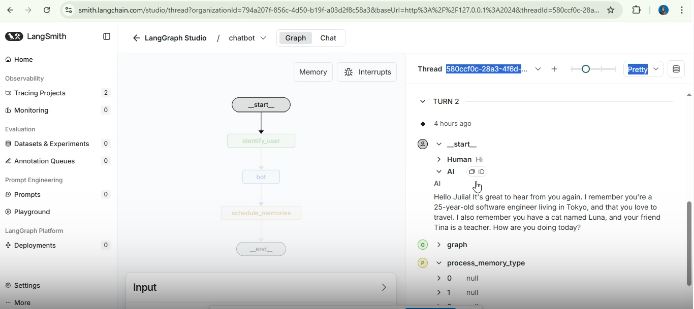 smith.langchain.com/studio/thread?organizationId=794a207f-856c-4d50-b19f-a03d2f8c58a3&baseUrl=http%3A%2F%2F127.0.0.1%3A2024&threadId=580ccf0c-28a...
LangSmith
LangGraph Studio / chatbot
Graph Chat
Home
Observability
Tracing Projects 2
Monitoring 0
Evaluation
Datasets & Experiments 0
Annotation Queues 0
Prompt Engineering
Prompts 0
Playground
LangGraph Platform
Deployments 0
Settings
More
Memory Interrupts
__start__
identify_user
bot
schedule_memories
__end__
Input
Thread 580ccf0c-28a3-4f6d-... + Pretty
TURN 2
4 hours ago
__start__
Human Hi
AI
AI
Hello Julia! It's great to hear from you again. I remember you're a
25-year-old software engineer living in Tokyo, and that you love to
travel. I also remember you have a cat named Luna, and your friend
Tina is a teacher. How are you doing today?
G graph
P process_memory_type
0 null
1 null